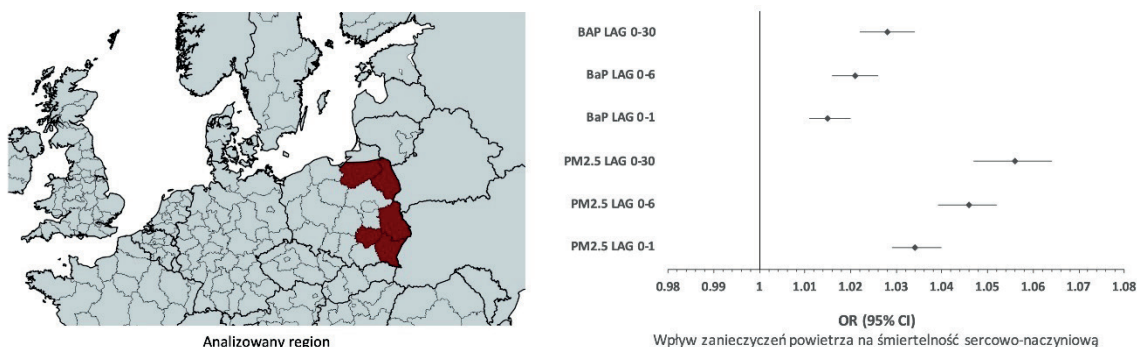 BAP LAG 0-30
BaP LAG 0-6
BaP LAG 0-1
PM2.5 LAG 0-30
PM2.5 LAG 0-6
PM2.5 LAG 0-1
0.98 0.99 1 1.01 1.02 1.03 1.04 1.05 1.06 1.07 1.08
OR (95% CI)
Analizowany region
Wpływ zanieczyszczeń powietrza na śmiertelność sercowo-naczyniową